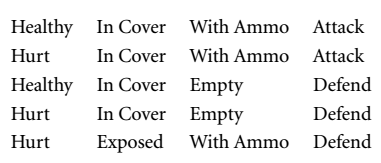 Healthy In Cover With Ammo Attack
Hurt In Cover With Ammo Attack
Healthy In Cover Empty Defend
Hurt In Cover Empty Defend
Hurt Exposed With Ammo Defend